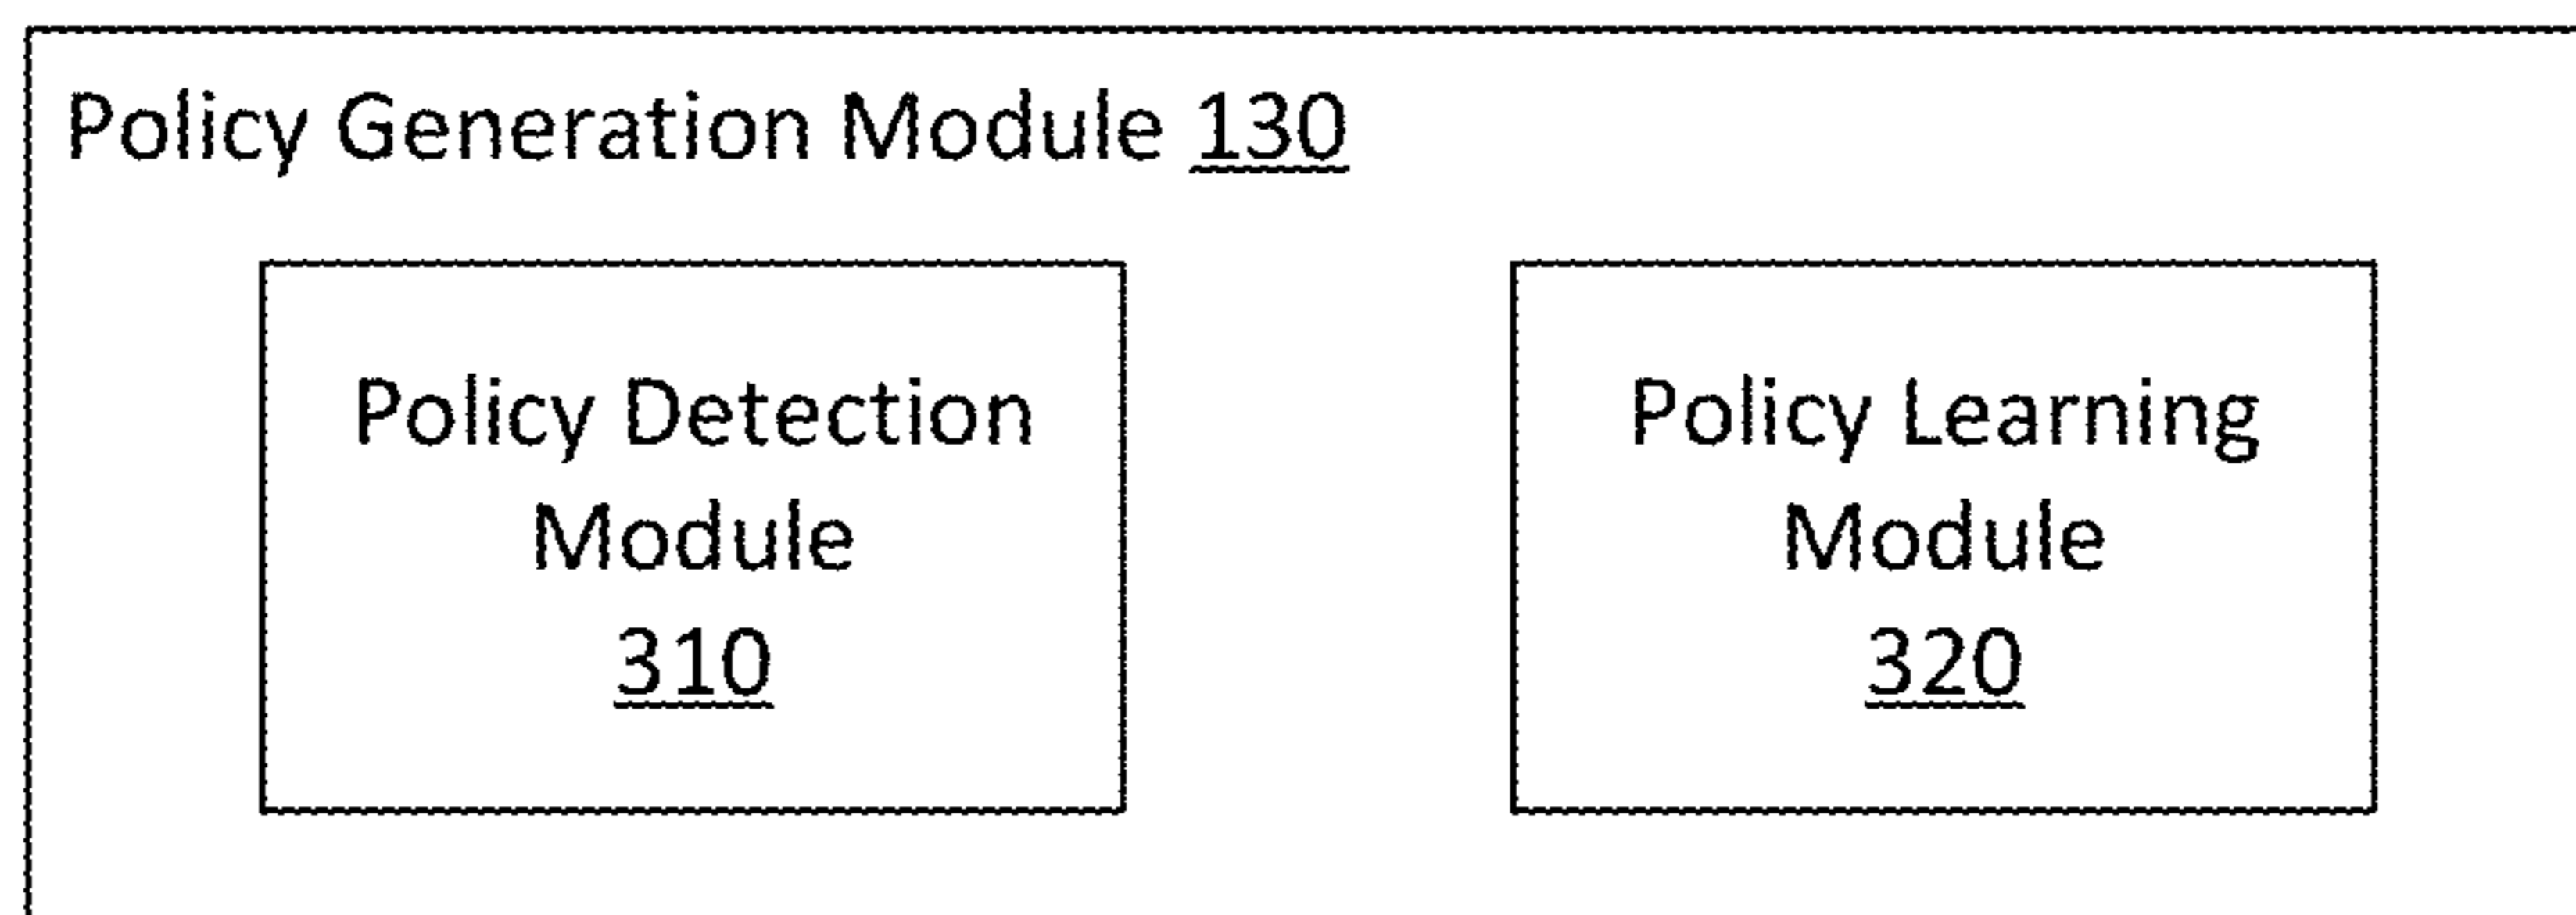 Policy Generation Module 130
Policy Detection
Module
310
Policy Learning
Module
320